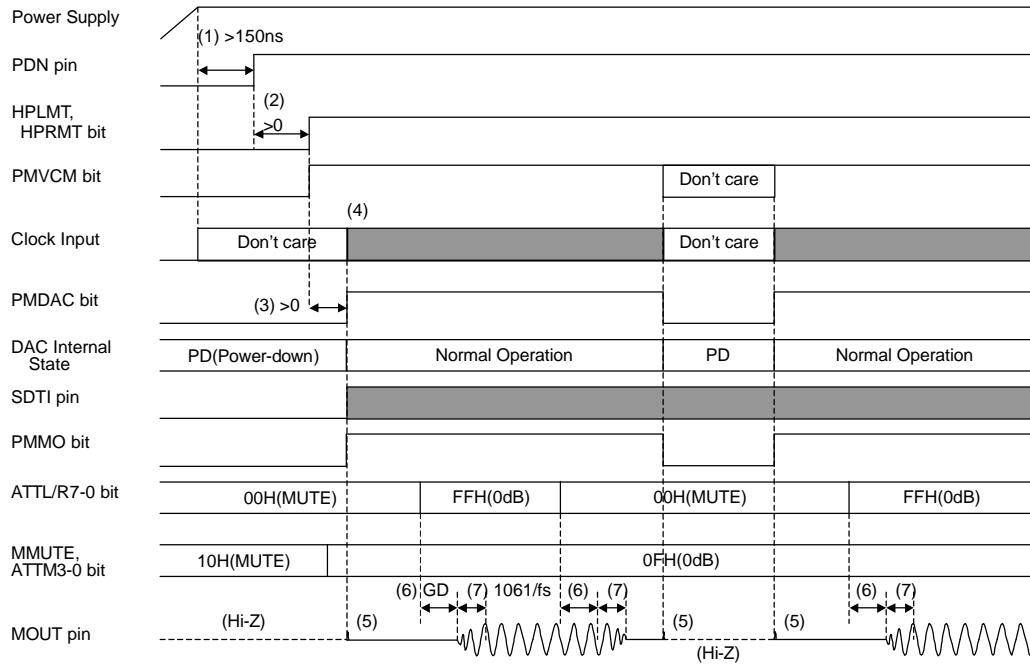 Power Supply
(1) >150ns
PDN pin
(2)
HPLMT,
HPRMT bit
>0
PMVCM bit
Don't care
(4)
Clock Input
Don't care
Don't care
PMDAC bit
(3) >0
DAC Internal
State
PD(Power-down)
Normal Operation
PD
Normal Operation
SDTI pin
PMMO bit
ATTL/R7-0 bit
00H(MUTE)
FFH(0dB)
00H(MUTE)
FFH(0dB)
MMUTE,
ATTM3-0 bit
10H(MUTE)
0FH(0dB)
(6) GD
(7)
1061/fs
(6)
(7)
(6)
(7)
MOUT pin
(Hi-Z)
(5)
(5)
(Hi-Z)
(5)